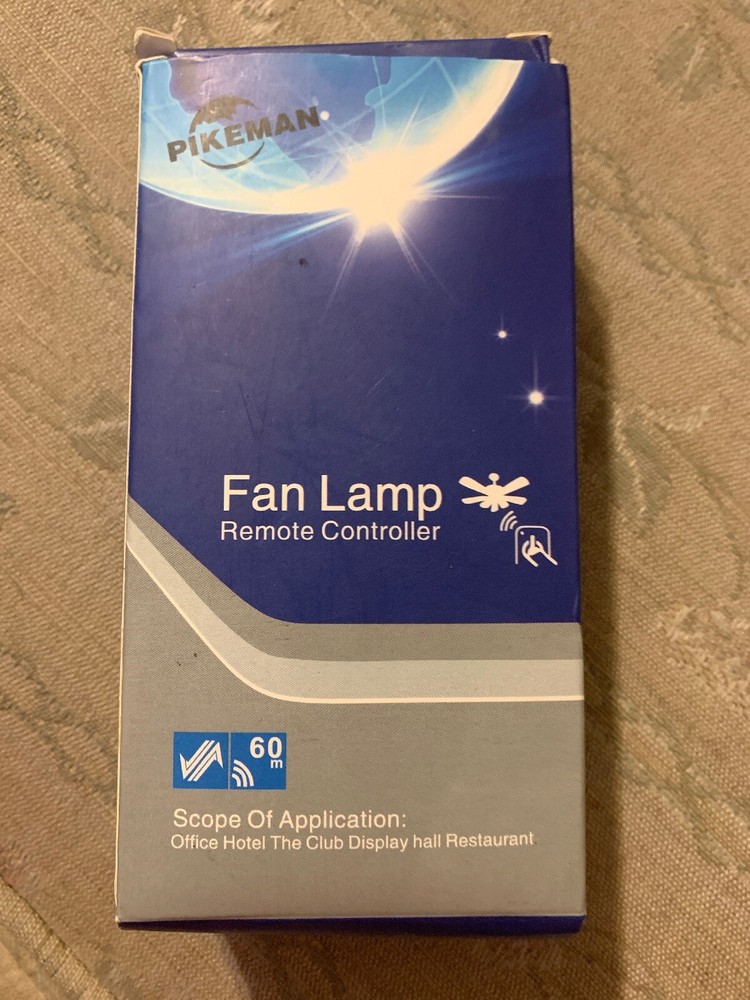 PIKEMAN
Fan Lamp
Remote Controller
60
m
Scope Of Application:
Office Hotel The Club Display hall Restaurant